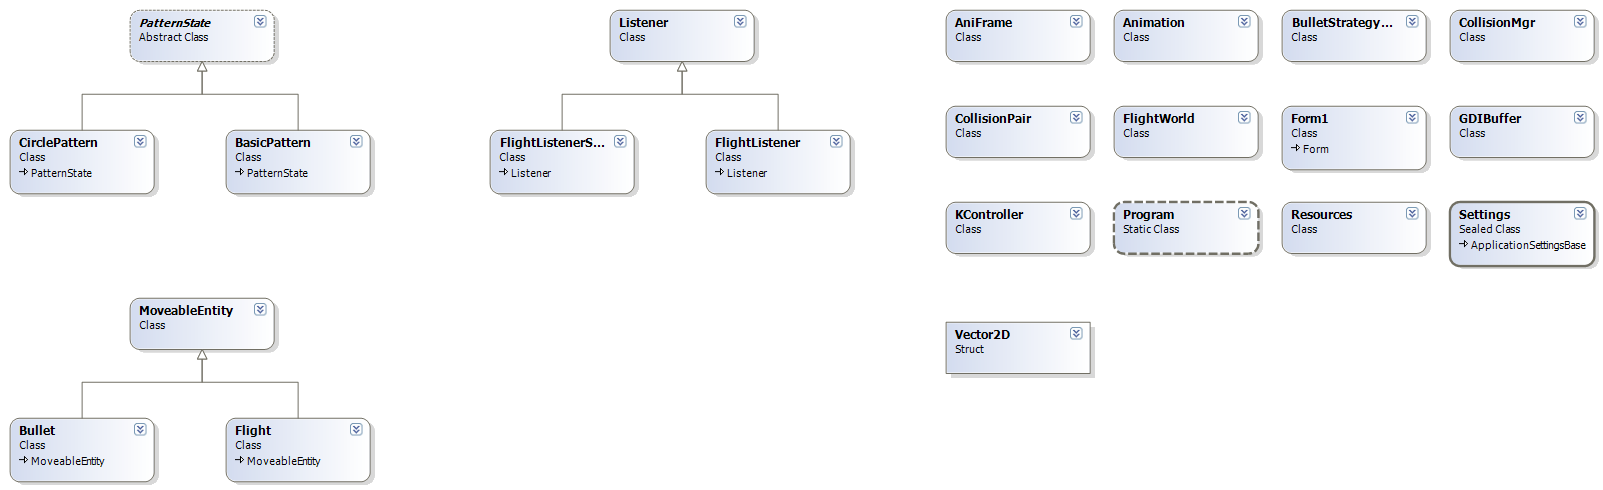 PatternState
Abstract Class
CirclePattern
Class
PatternState
BasicPattern
Class
PatternState
Listener
Class
FlightListenerS...
Class
Listener
FlightListener
Class
Listener
MoveableEntity
Class
Bullet
Class
MoveableEntity
Flight
Class
MoveableEntity
AniFrame
Class
Animation
Class
BulletStrategy...
Class
CollisionMgr
Class
CollisionPair
Class
FlightWorld
Class
Form1
Class
Form
GDIBuffer
Class
KController
Class
Program
Static Class
Resources
Class
Settings
Sealed Class
ApplicationSettingsBase
Vector2D
Struct